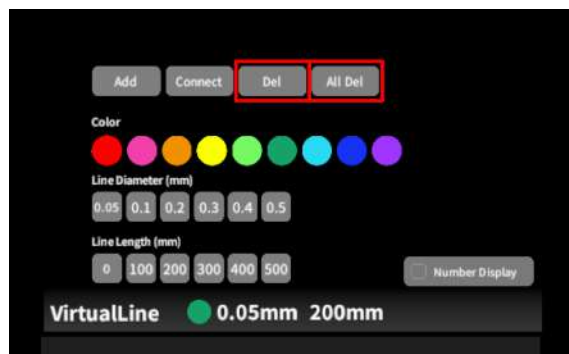 Add Connect Del All Del
Color
Line Diameter (mm)
0.05 0.1 0.2 0.3 0.4 0.5
Line Length (mm)
0 100 200 300 400 500
Number Display
VirtualLine 0.05mm 200mm